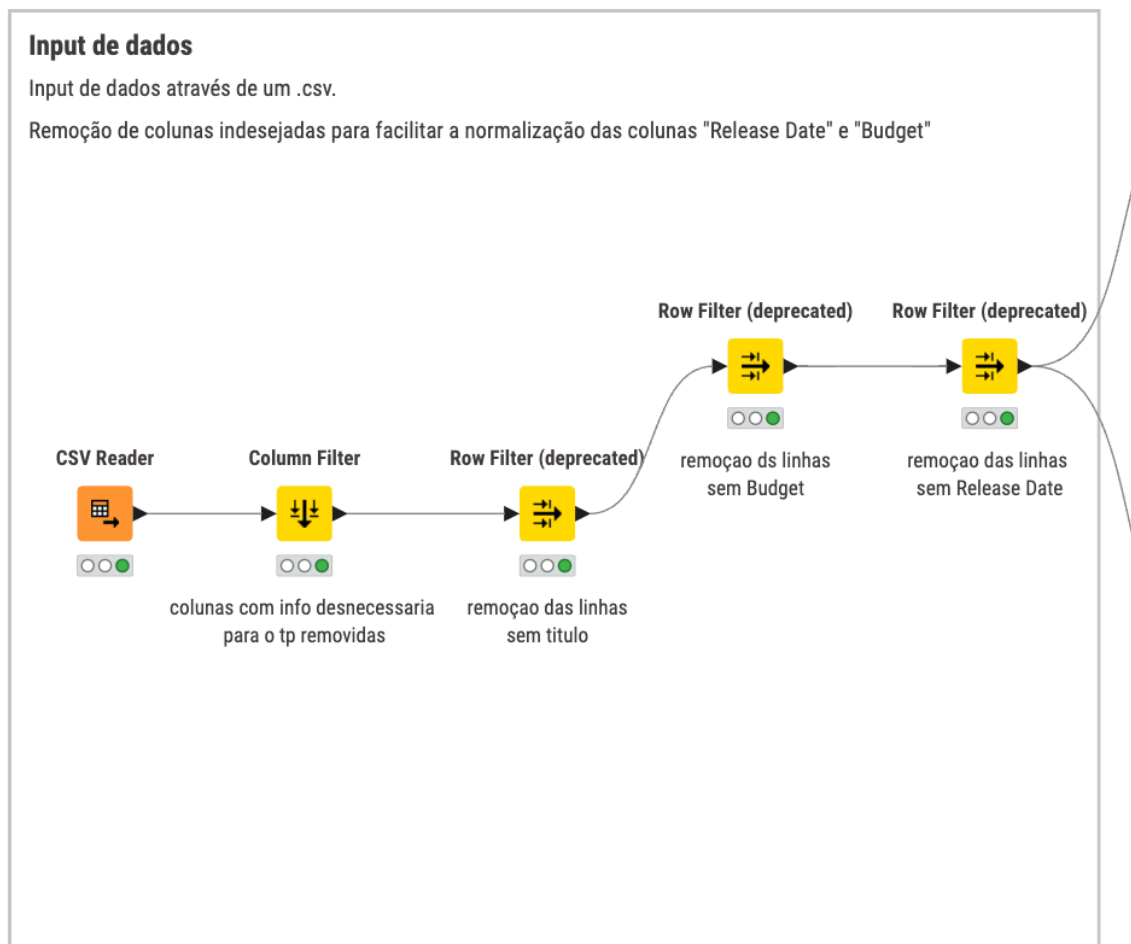 Input de dados
Input de dados através de um .csv.
Remoção de colunas indesejadas para facilitar a normalização das colunas "Release Date" e "Budget"
Row Filter (deprecated)
Row Filter (deprecated)
remoçao ds linhas
sem Budget
remoçao das linhas
sem Release Date
CSV Reader
Column Filter
Row Filter (deprecated)
colunas com info desnecessaria
para o tp removidas
remoçao das linhas
sem titulo